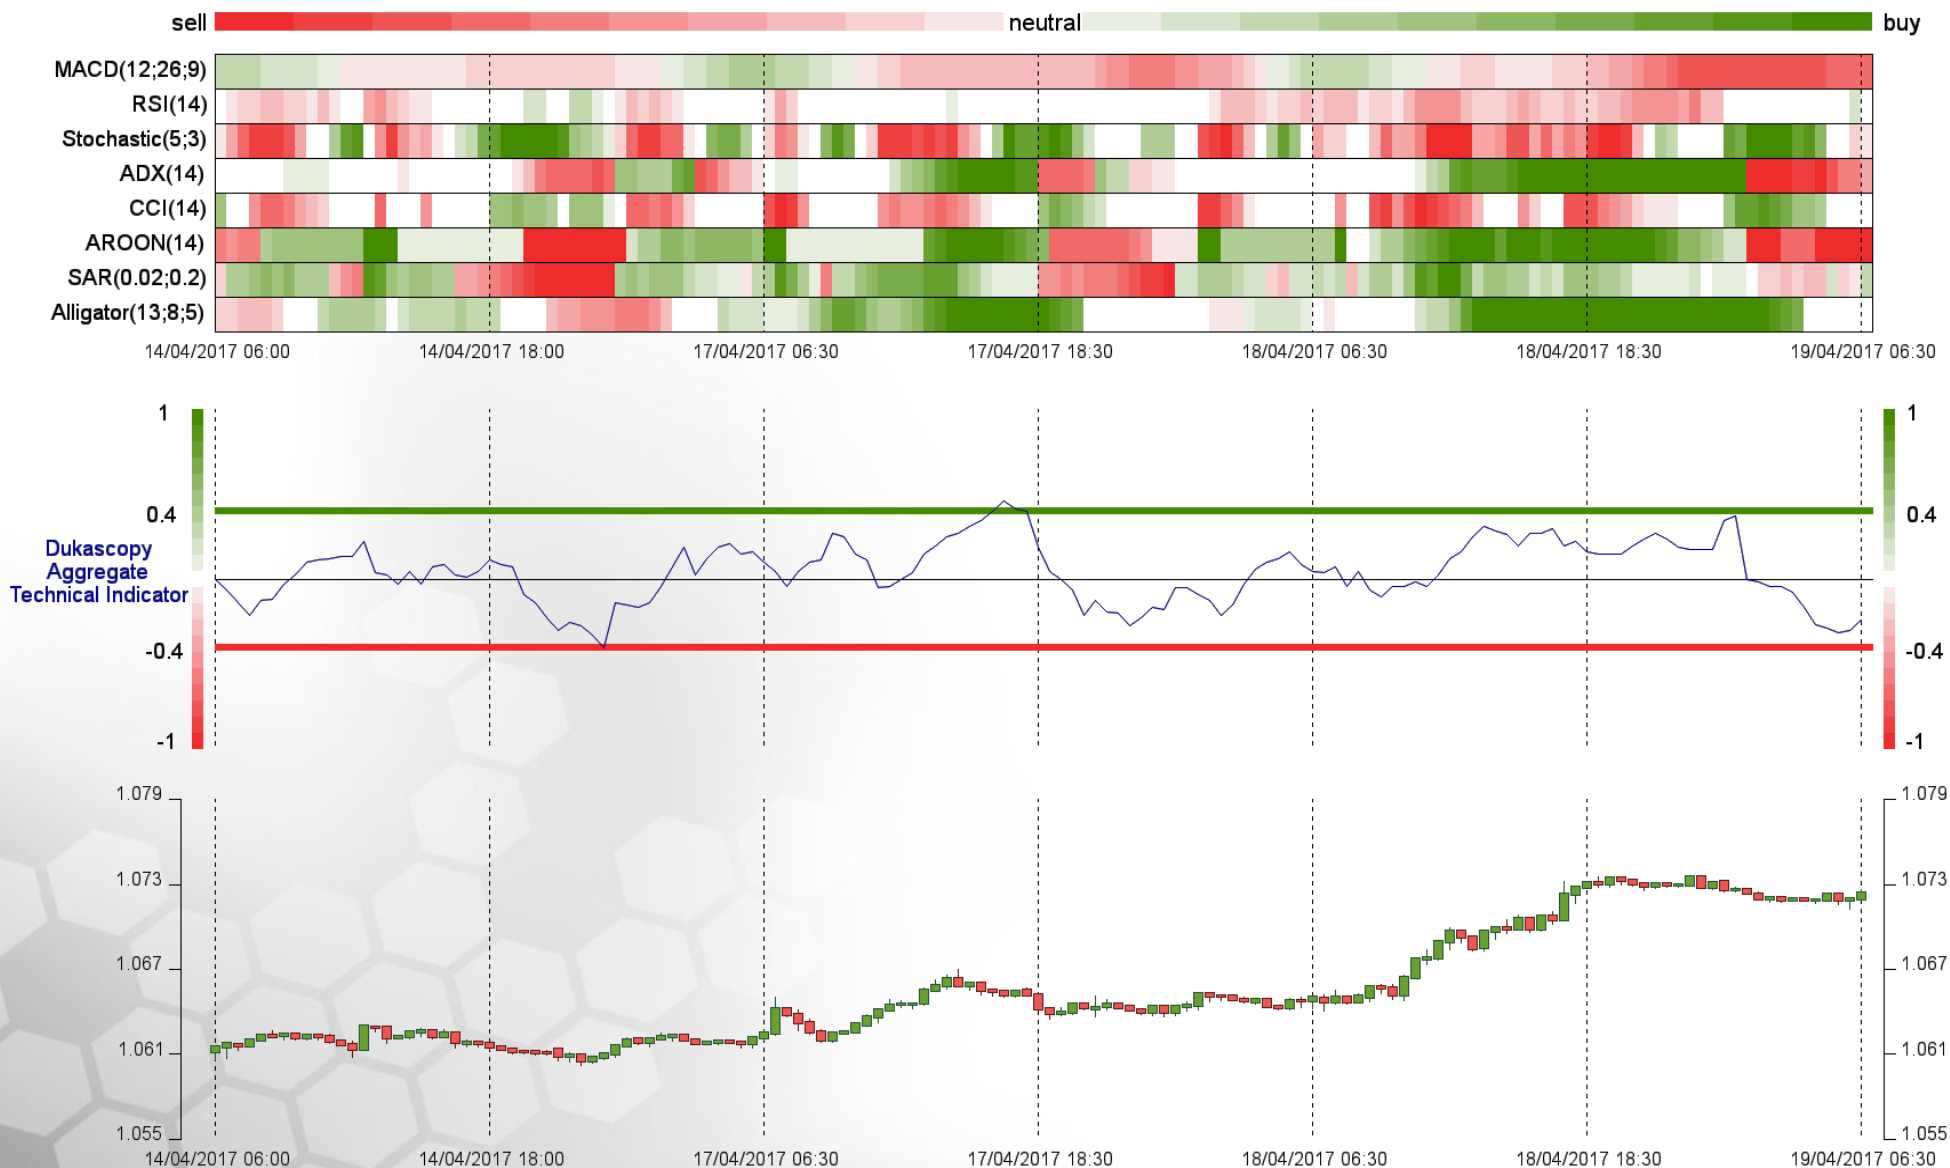 sell neutral buy
MACD(12;26;9)
RSI(14)
Stochastic(5;3)
ADX(14)
CCI(14)
AROON(14)
SAR(0.02;0.2)
Alligator(13;8;5)
14/04/2017 06:00 14/04/2017 18:00 17/04/2017 06:30 17/04/2017 18:30 18/04/2017 06:30 18/04/2017 18:30 19/04/2017 06:30
1 1
0.4 0.4
Dukascopy
Aggregate
Technical Indicator
-0.4 -0.4
-1 -1
1.079 1.079
1.073 1.073
1.067 1.067
1.061 1.061
1.055 1.055
14/04/2017 06:00 14/04/2017 18:00 17/04/2017 06:30 17/04/2017 18:30 18/04/2017 06:30 18/04/2017 18:30 19/04/2017 06:30